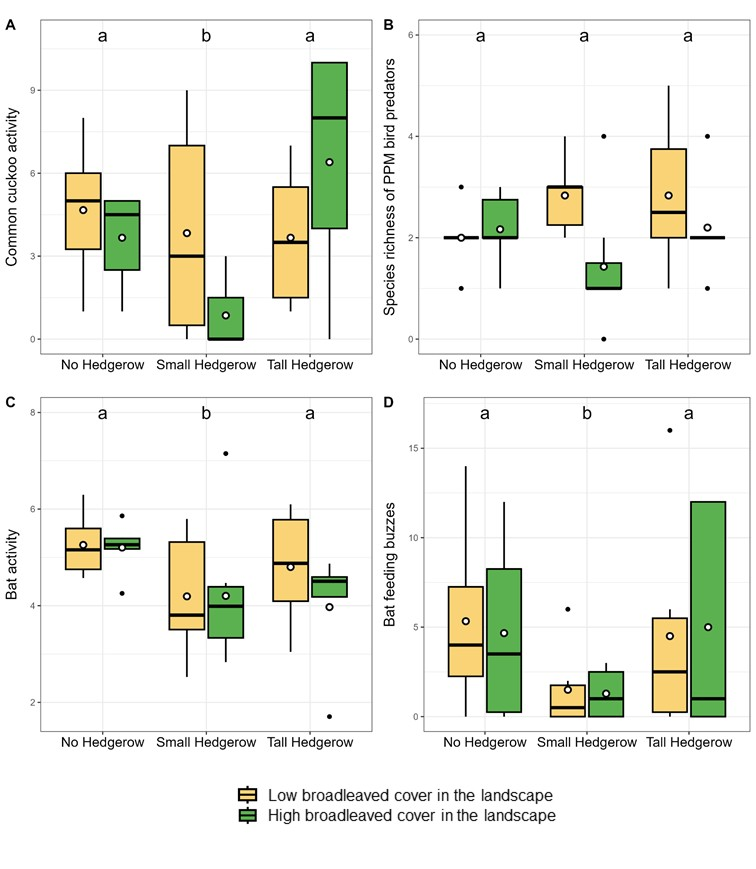 A
a b a
Common cuckoo activity
9
6
3
0
No Hedgerow Small Hedgerow Tall Hedgerow
B
a a a
Species richness of PPM bird predators
6
4
2
0
No Hedgerow Small Hedgerow Tall Hedgerow
C
a b a
Bat activity
8
6
4
2
No Hedgerow Small Hedgerow Tall Hedgerow
D
a b a
Bat feeding buzzes
15
10
5
0
No Hedgerow Small Hedgerow Tall Hedgerow
Low broadleaved cover in the landscape
High broadleaved cover in the landscape